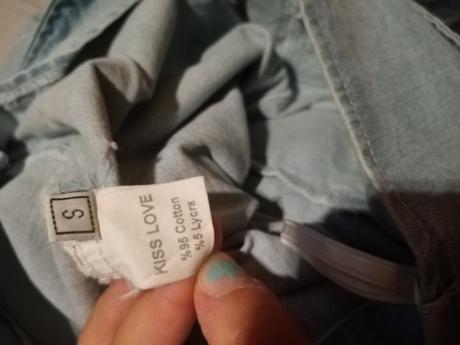 S
KISS LOVE
%95 Cotton
%5 Lycra